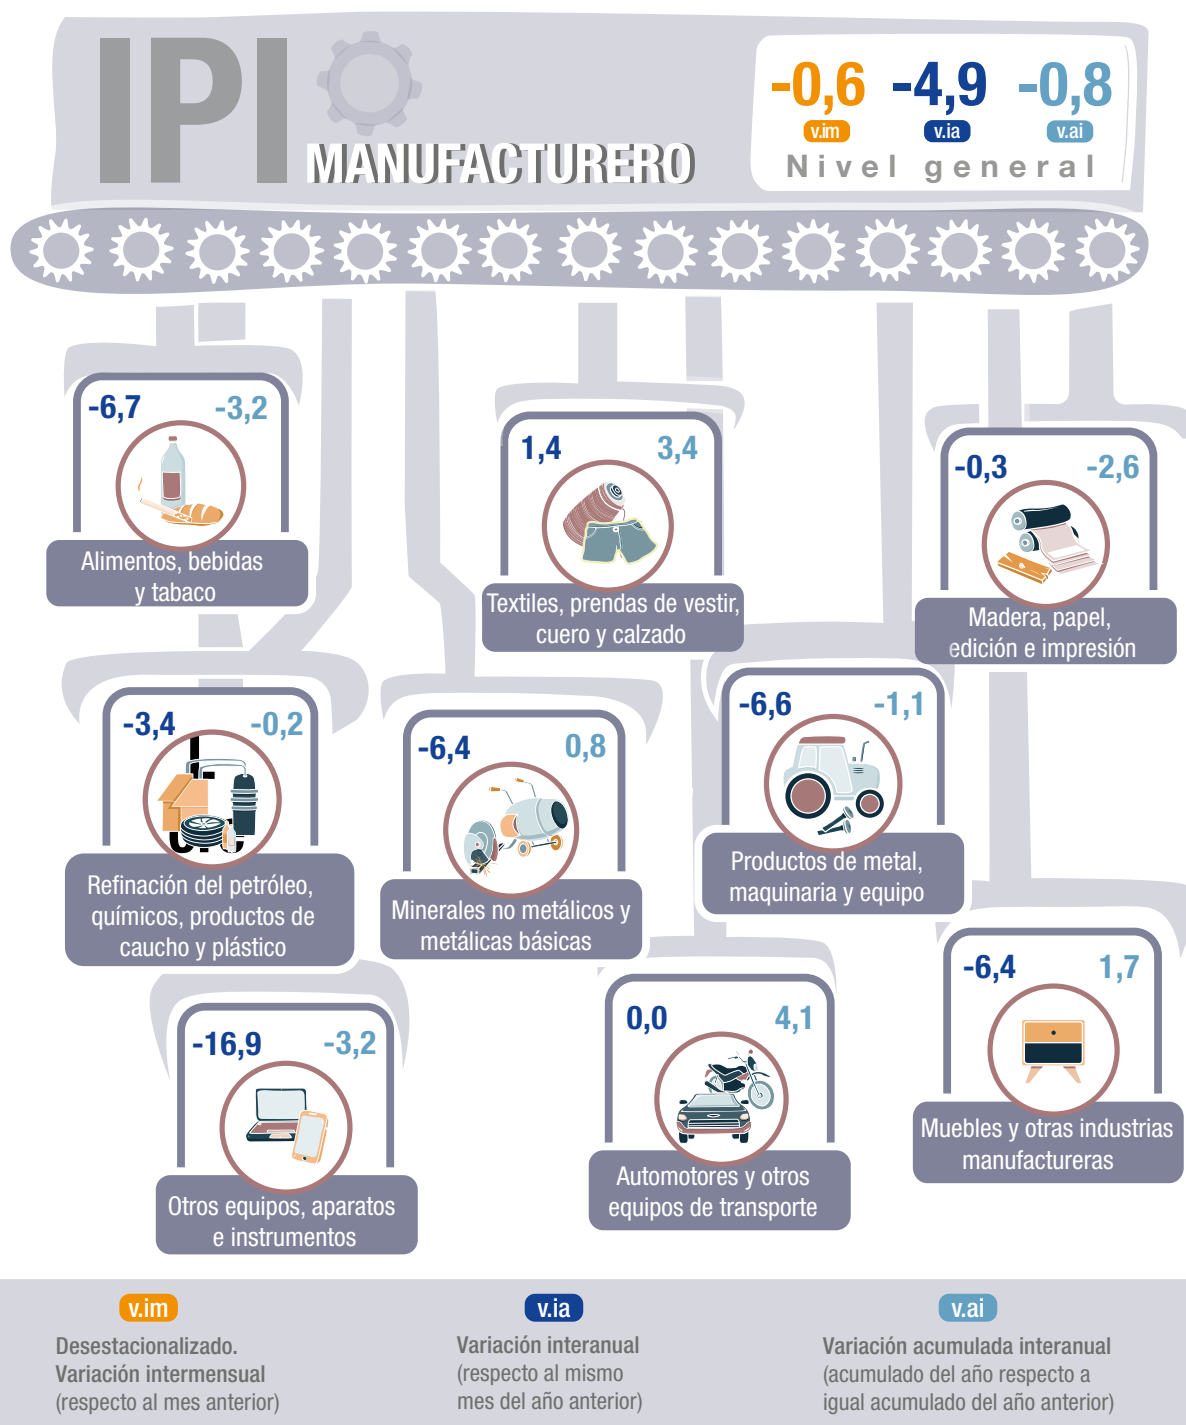 IPI
MANUFACTURERO
-0,6 -4,9 -0,8
v.im v.ia v.ai
Nivel general
-6,7 -3,2
Alimentos, bebidas
y tabaco
1,4 3,4
Textiles, prendas de vestir,
cuero y calzado
-0,3 -2,6
Madera, papel,
edición e impresión
-3,4 -0,2
Refinación del petróleo,
químicos, productos de
caucho y plástico
-6,4 0,8
Minerales no metálicos y
metálicas básicas
-6,6 -1,1
Productos de metal,
maquinaria y equipo
-16,9 -3,2
Otros equipos, aparatos
e instrumentos
0,0 4,1
Automotores y otros
equipos de transporte
-6,4 1,7
Muebles y otras industrias
manufactureras
v.im
Desestacionalizado.
Variación intermensual
(respecto al mes anterior)
v.ia
Variación interanual
(respecto al mismo
mes del año anterior)
v.ai
Variación acumulada interanual
(acumulado del año respecto a
igual acumulado del año anterior)